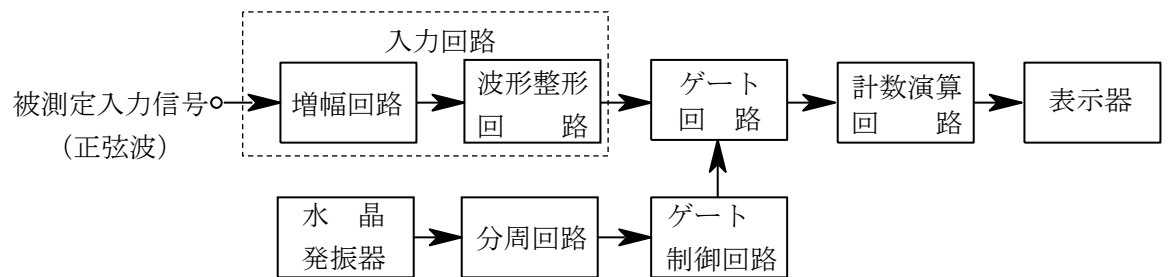 入力回路
被測定入力信号
（正弦波）
増幅回路
波形整形
回　　路
ゲート
回　路
計数演算
回　　路
表示器
水　晶
発振器
分周回路
ゲート
制御回路